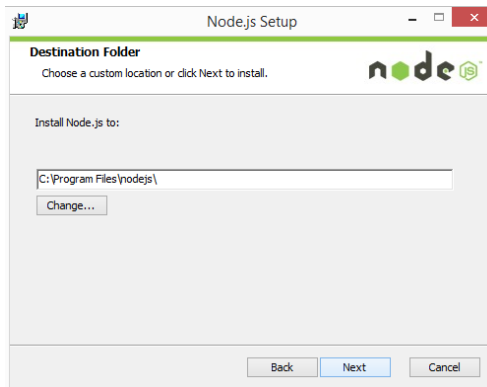 Node.js Setup
Destination Folder
Choose a custom location or click Next to install.
node
JS
Install Node.js to:
C:\Program Files\nodejs\
Change...
Back Next Cancel